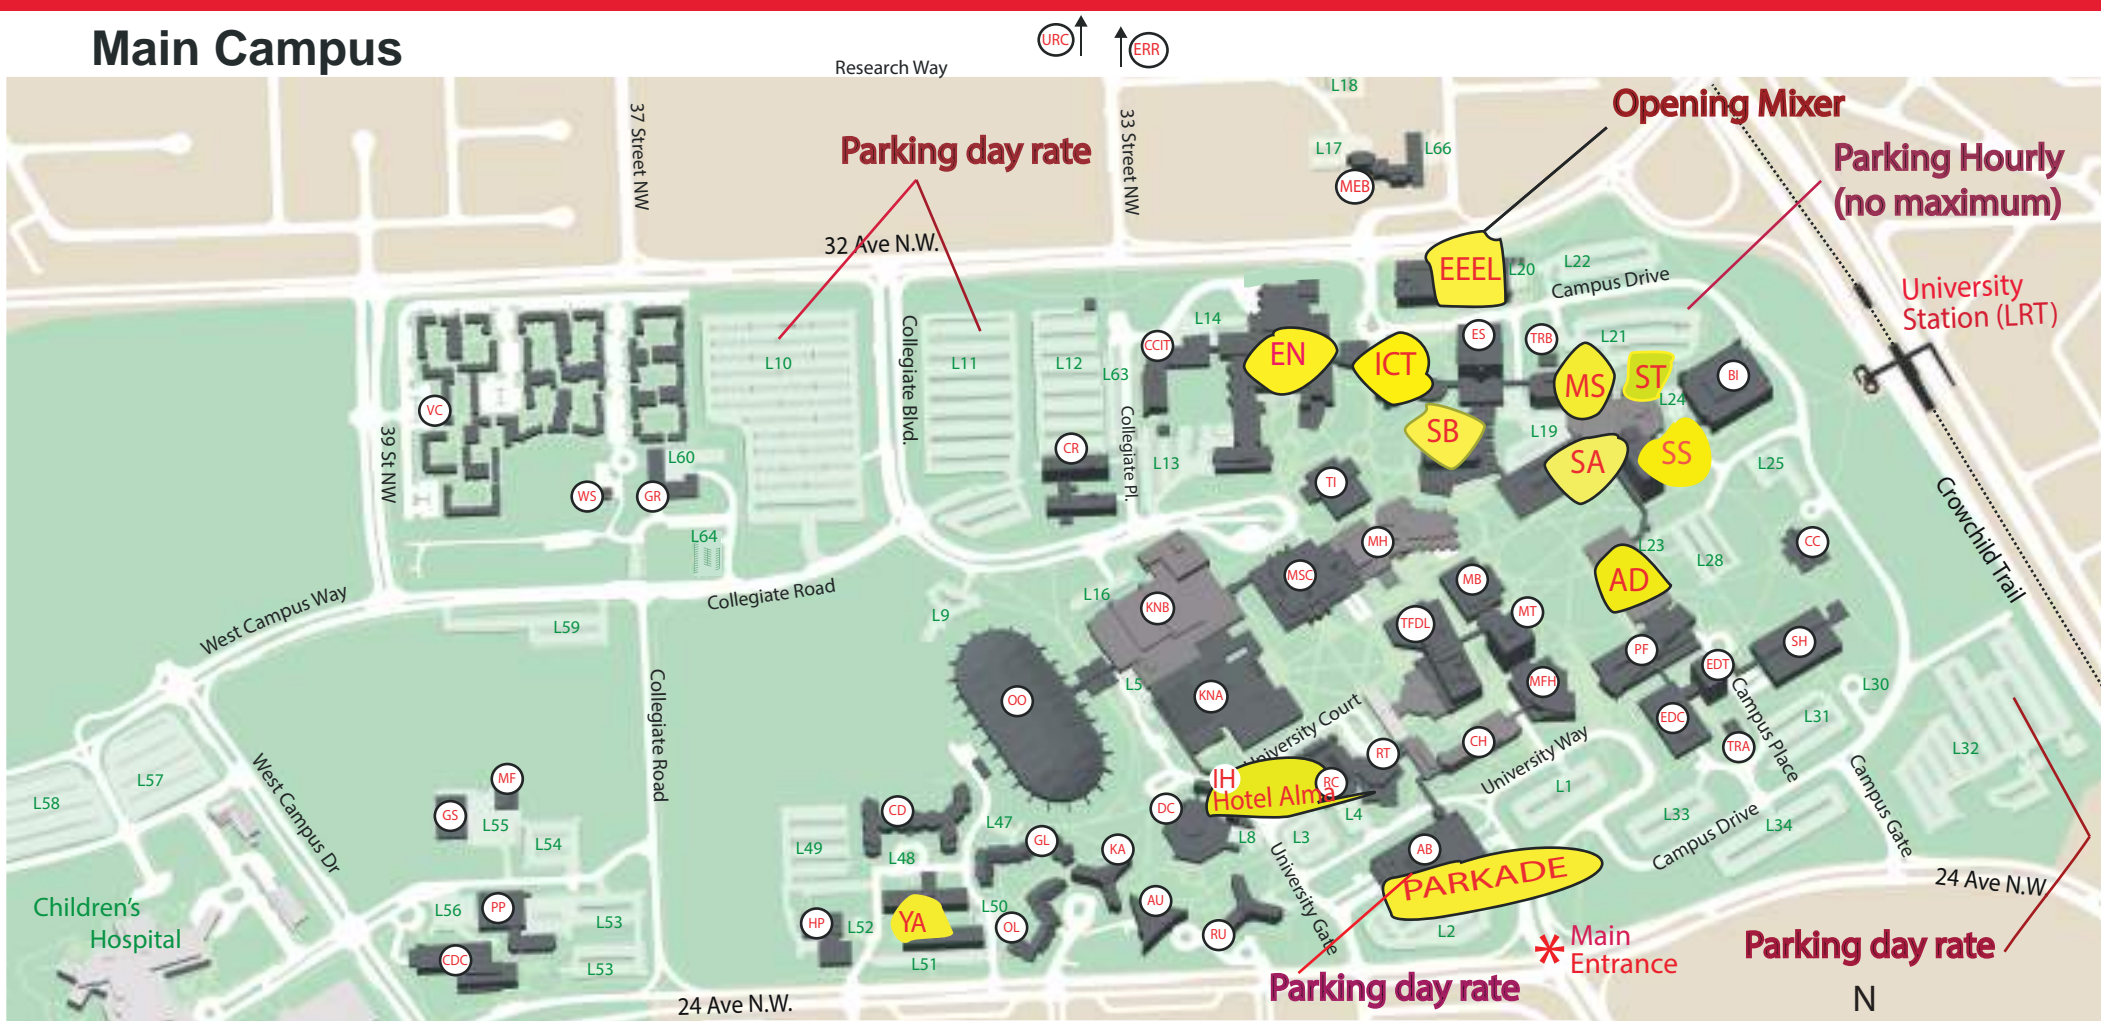 Main Campus
URC
ERR
Research Way
L18
Opening Mixer
37 Street NW
33 Street NW
Parking day rate
L17
L66
MEB
Parking Hourly
(no maximum)
32 Ave N.W.
EEEL
L20
L22
Campus Drive
University
Station (LRT)
L14
CCIT
EN
ICT
ES
TRB
L21
MS
ST
BI
L24
L10
Collegiate Blvd.
L11
L12
L63
VC
39 St NW
Collegiate Pl.
SB
L19
SA
SS
L25
CR
L13
L60
WS
GR
TI
Crowchild Trail
L64
MH
L23
L28
CC
MSC
MB
AD
West Campus Way
Collegiate Road
L9
L16
KNB
TFDL
MT
L59
PF
SH
EDT
Collegiate Road
OO
L5
KNA
MFH
L30
EDC
Campus Place
L31
University Court
RT
CH
University Way
TRA
L32
L57
L58
West Campus Dr
MF
GS
L55
L54
IH
RC
Hotel Alma
L1
Campus Gate
CD
L47
DC
L8
L3
L4
L33
Campus Drive
L34
L49
L48
GL
KA
University Gate
AB
PARKADE
24 Ave N.W
Children's
Hospital
L56
PP
L53
HP
L52
YA
L50
OL
AU
RU
L2
Main
Entrance
Parking day rate
CDC
L53
L51
Parking day rate
24 Ave N.W.
N